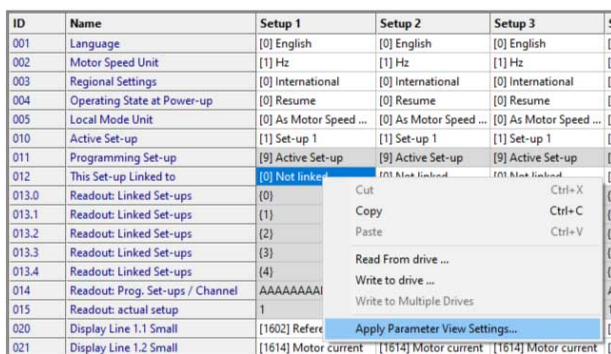 ID Name Setup 1 Setup 2 Setup 3
001 Language [0] English [0] English [0] English
002 Motor Speed Unit [1] Hz [1] Hz [1] Hz
003 Regional Settings [0] International [0] International [0] International
004 Operating State at Power-up [0] Resume [0] Resume [0] Resume
005 Local Mode Unit [0] As Motor Speed ... [0] As Motor Speed ... [0] As Motor Speed ...
010 Active Set-up [1] Set-up 1 [1] Set-up 1 [1] Set-up 1
011 Programming Set-up [9] Active Set-up [9] Active Set-up [9] Active Set-up
012 This Set-up Linked to [0] Not linked [0] Not linked [0] Not linked
013.0 Readout: Linked Set-ups {0}
013.1 Readout: Linked Set-ups {1}
013.2 Readout: Linked Set-ups {2}
013.3 Readout: Linked Set-ups {3}
013.4 Readout: Linked Set-ups {4}
014 Readout: Prog. Set-ups / Channel
015 Readout: actual setup 1
020 Display Line 1.1 Small [1602]
021 Display Line 1.2 Small [1614] Motor current [1614] Motor current [1614] Motor current
Cut Ctrl+X
Copy Ctrl+C
Paste Ctrl+V
Read From drive ...
Write to drive ...
Write to Multiple Drives
Apply Parameter View Settings...